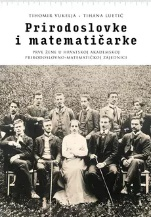 TIHOMIR VUKELJA • TIHANA LUETIĆ
Prirodoslovke
i matematičarke
PRVE ŽENE U HRVATSKOJ AKADEMSKOJ
PRIRODOSLOVNO-MATEMATIČKOJ ZAJEDNICI